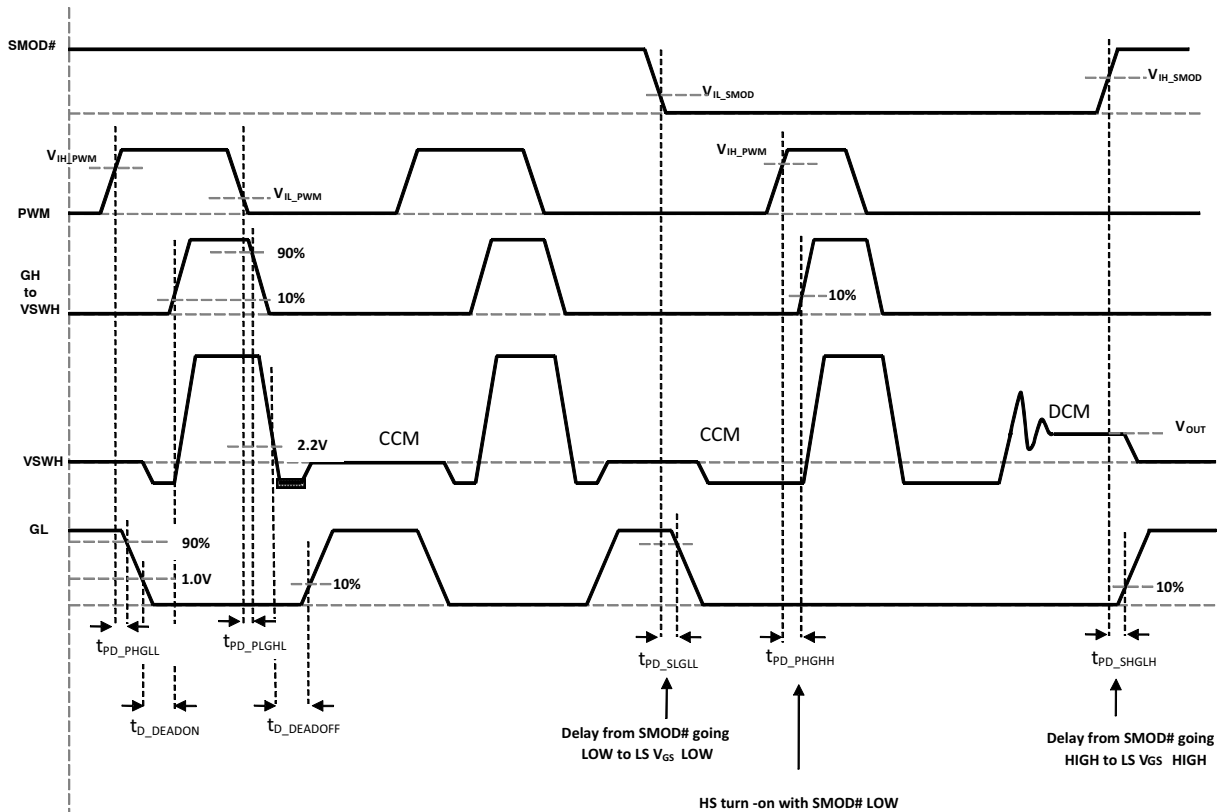 SMOD#
V_IL_SMOD
V_IH_SMOD
V_IH_PWM
V_IL_PWM
V_IH_PWM
PWM
GH
to
VSWH
90%
10%
10%
VSWH
2.2V
CCM
CCM
DCM
V_OUT
GL
90%
1.0V
10%
10%
t_PD_PHGLL
t_PD_PLGHL
t_PD_SLGLL
t_PD_PHGHH
t_PD_SHGLH
t_D_DEADON
t_D_DEADOFF
Delay from SMOD# going
LOW to LS V_GS LOW
Delay from SMOD# going
HIGH to LS V_GS HIGH
HS turn -on with SMOD# LOW